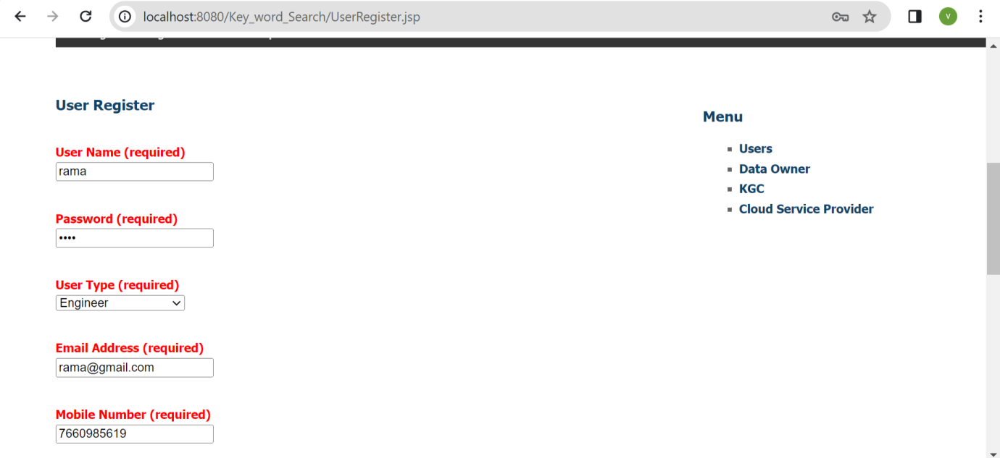 localhost:8080/Key_word_Search/UserRegister.jsp
V
User Register
User Name (required)
rama
Password (required)
••••
User Type (required)
Engineer
Email Address (required)
rama@gmail.com
Mobile Number (required)
7660985619
Menu
Users
Data Owner
KGC
Cloud Service Provider